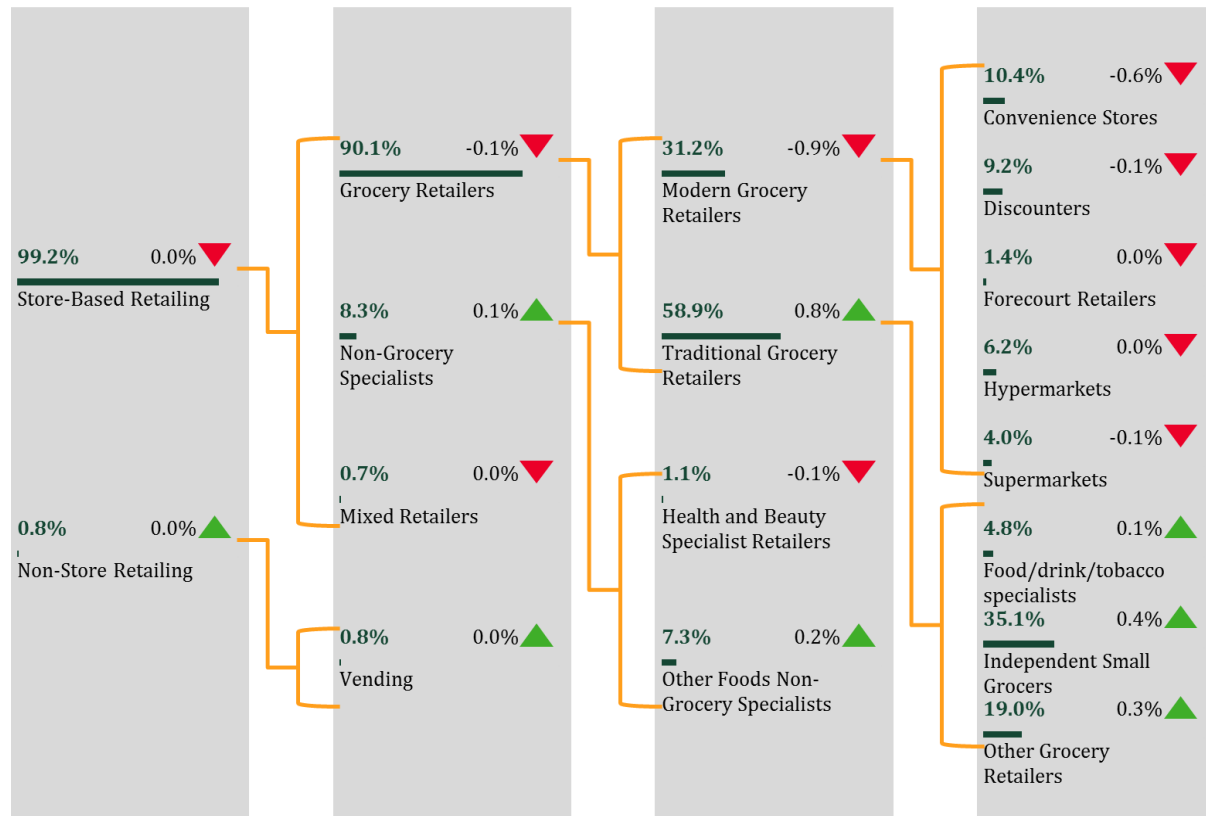 99.2% 0.0%
Store-Based Retailing
0.8% 0.0%
Non-Store Retailing
90.1% -0.1%
Grocery Retailers
8.3% 0.1%
Non-Grocery
Specialists
0.7% 0.0%
Mixed Retailers
0.8% 0.0%
Vending
31.2% -0.9%
Modern Grocery
Retailers
58.9% 0.8%
Traditional Grocery
Retailers
1.1% -0.1%
Health and Beauty
Specialist Retailers
7.3% 0.2%
Other Foods Non-
Grocery Specialists
10.4% -0.6%
Convenience Stores
9.2% -0.1%
Discounters
1.4% 0.0%
Forecourt Retailers
6.2% 0.0%
Hypermarkets
4.0% -0.1%
Supermarkets
4.8% 0.1%
Food/drink/tobacco
specialists
35.1% 0.4%
Independent Small
Grocers
19.0% 0.3%
Other Grocery
Retailers